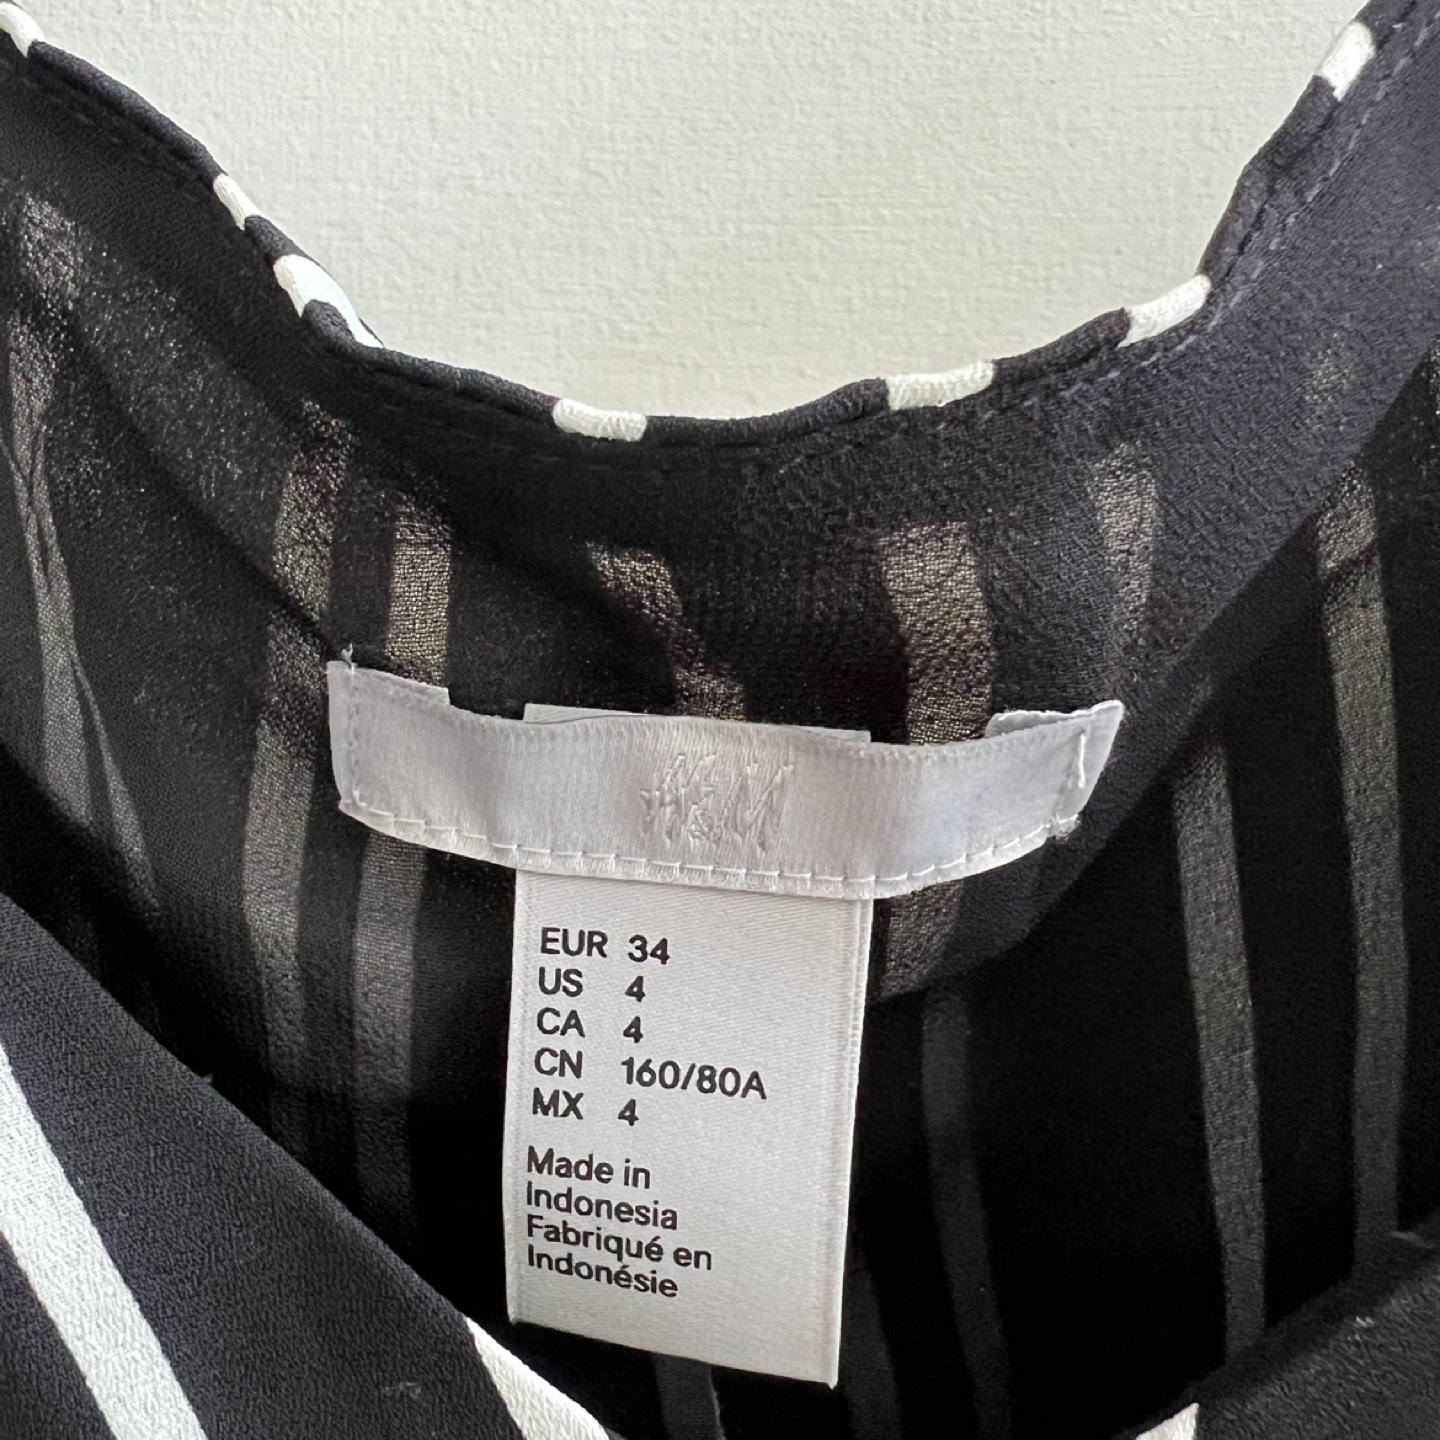 H&M
EUR 34
US 4
CA 4
CN 160/80A
MX 4
Made in
Indonesia
Fabriqué en
Indonésie